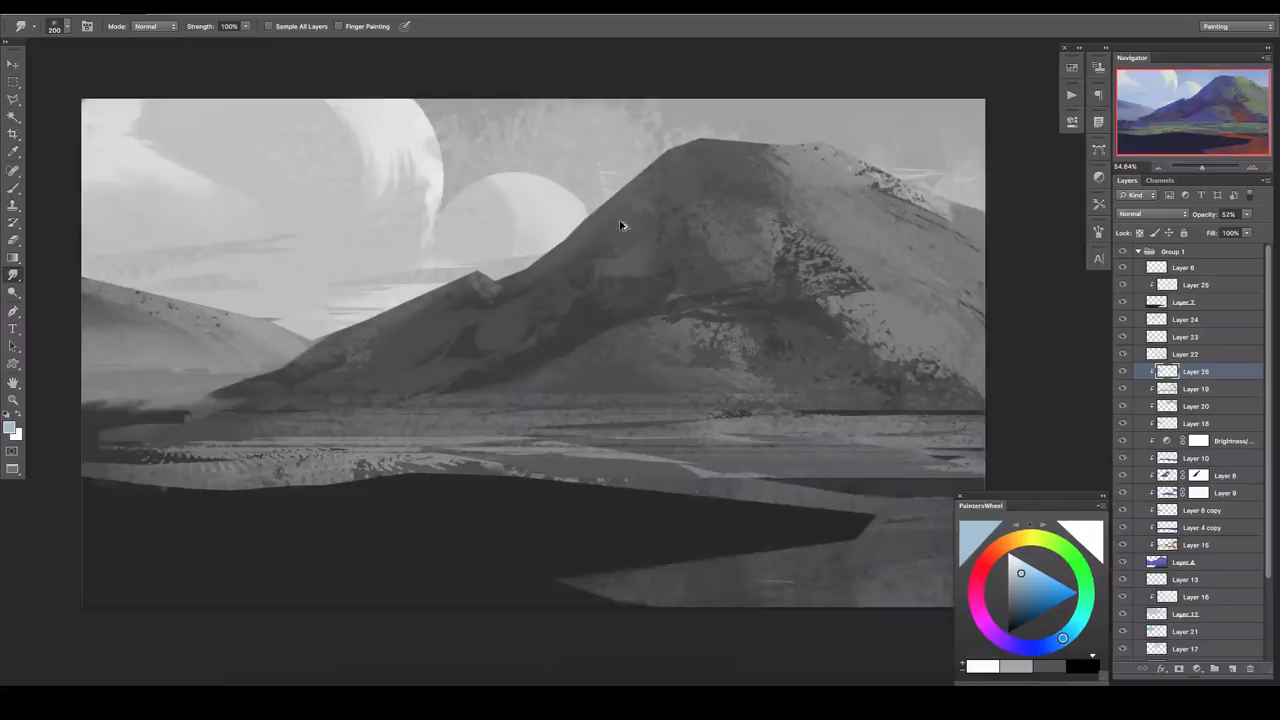 200 Mode: Normal Strength: 100% Sample All Layers Finger Painting Painting
Navigator
54.64%
Layers Channels
Kind
Normal Opacity: 52%
Lock: Fill: 100%
Group 1
Layer 6
Layer 25
Layer 7
Layer 24
Layer 23
Layer 22
Layer 26
Layer 19
Layer 20
Layer 18
Brightness/...
Layer 10
Layer 8
Layer 9
Layer 8 copy
Layer 4 copy
Layer 15
Layer 4
Layer 13
Layer 16
Layer 12
Layer 21
Layer 17
PaintersWheel